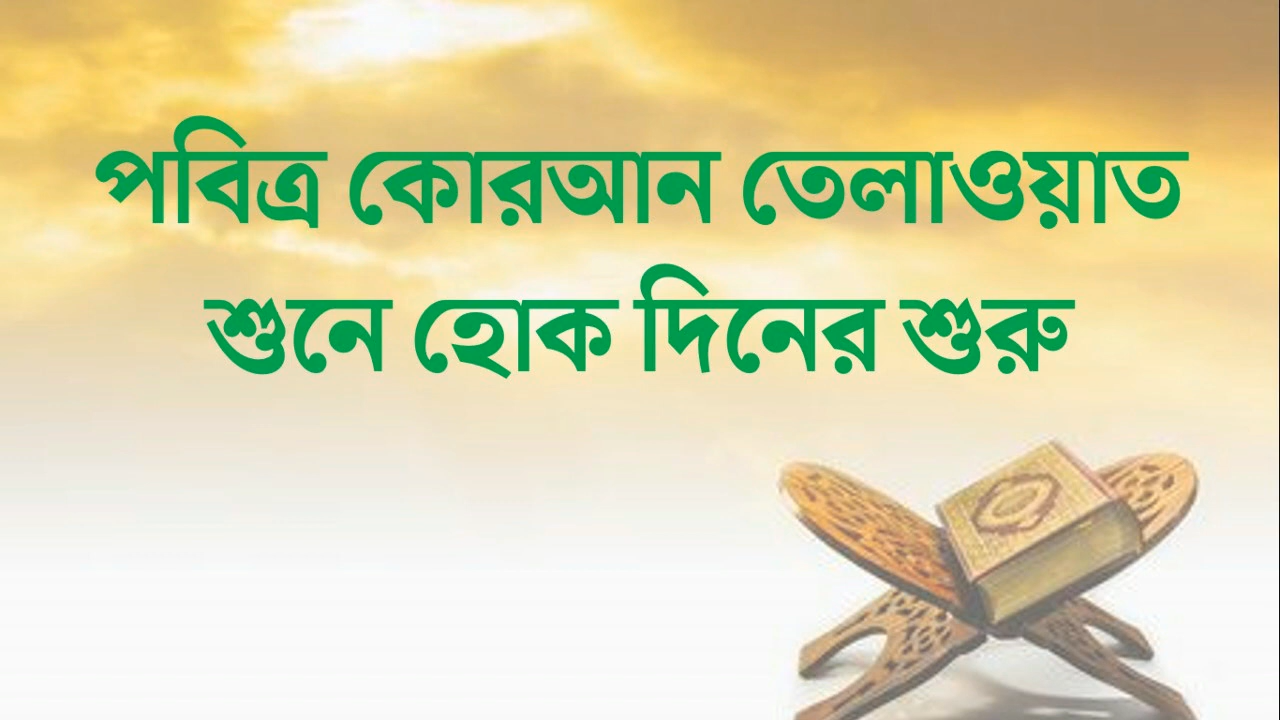 পবিত্র কোরআন তেলাওয়াত
শুনে হোক দিনের শুরু